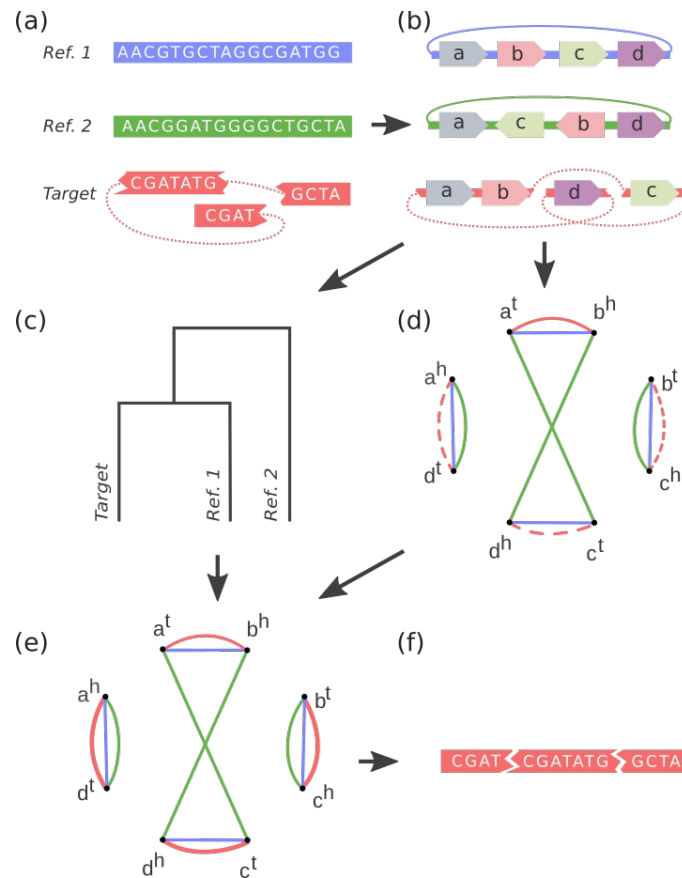 (a)
Ref. 1 AACGTGCTAGGCGATGG
Ref. 2 AACGGATGGGGCTGCTA
Target CGATATG GCTA
CGAT
(b)
a b c d
a c b d
a b d c
(c)
Target Ref. 1 Ref. 2
(d)
a^t b^h
a^h b^t
d^t c^h
d^h c^t
(e)
a^t b^h
a^h b^t
d^t c^h
d^h c^t
(f)
CGAT CGATATG GCTA